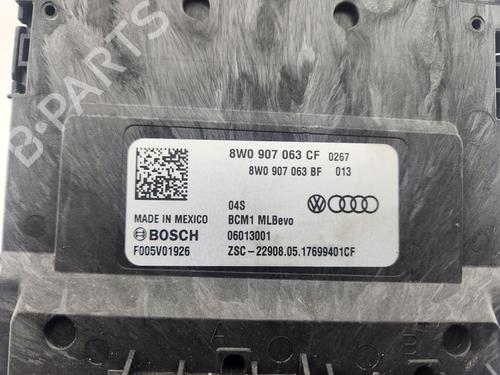 B-PARTS
8W0 907 063 CF 0267
8W0 907 063 BF 013
04S
MADE IN MEXICO BCM1 MLBevo
BOSCH 06013001
F005V01926 ZSC-22908.05.17699401CF
A B